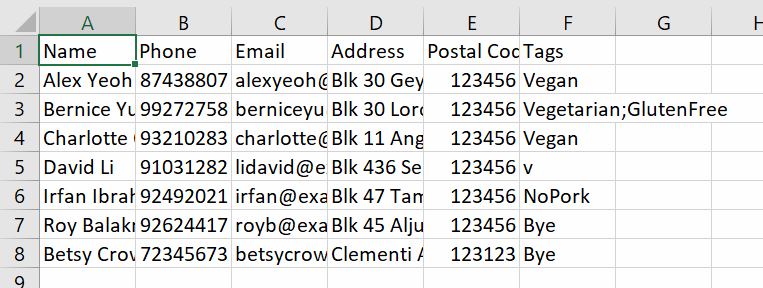 A B C D E F G H
1 Name Phone Email Address Postal Cod Tags
2 Alex Yeoh 87438807 alexyeoh@ Blk 30 Gey 123456 Vegan
3 Bernice Yu 99272758 berniceyu Blk 30 Lord 123456 Vegetarian;GlutenFree
4 Charlotte 93210283 charlotte@ Blk 11 Ang 123456 Vegan
5 David Li 91031282 lidavid@e Blk 436 Se 123456 v
6 Irfan Ibrah 92492021 irfan@exa Blk 47 Tam 123456 NoPork
7 Roy Balak 92624417 royb@exa Blk 45 Alju 123456 Bye
8 Betsy Crow 72345673 betsycrow Clementi A 123123 Bye
9